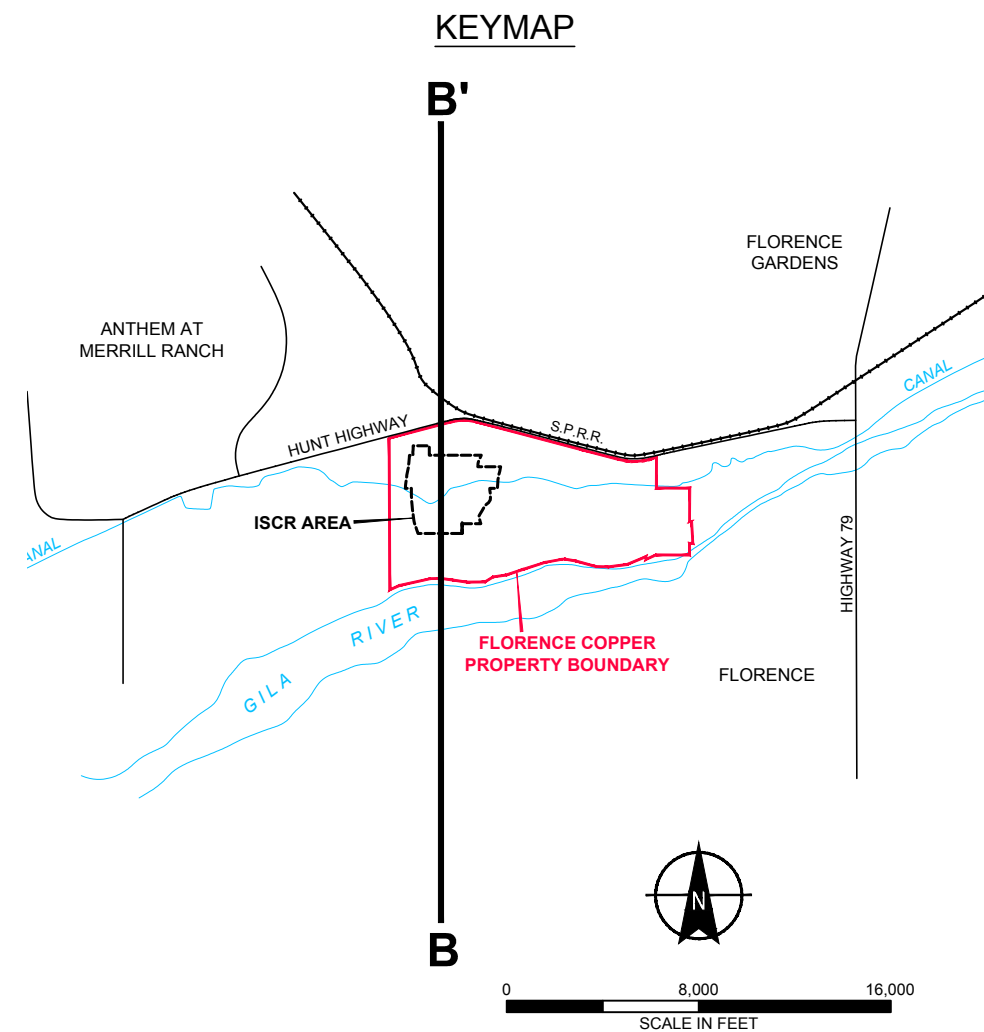 KEYMAP
B'
FLORENCE
GARDENS
ANTHEM AT
MERRILL RANCH
CANAL
HUNT HIGHWAY
S.P.R.R.
ISCR AREA
ANAL
HIGHWAY 79
GILA RIVER
FLORENCE COPPER
PROPERTY BOUNDARY
FLORENCE
N
B
0 8,000 16,000
SCALE IN FEET